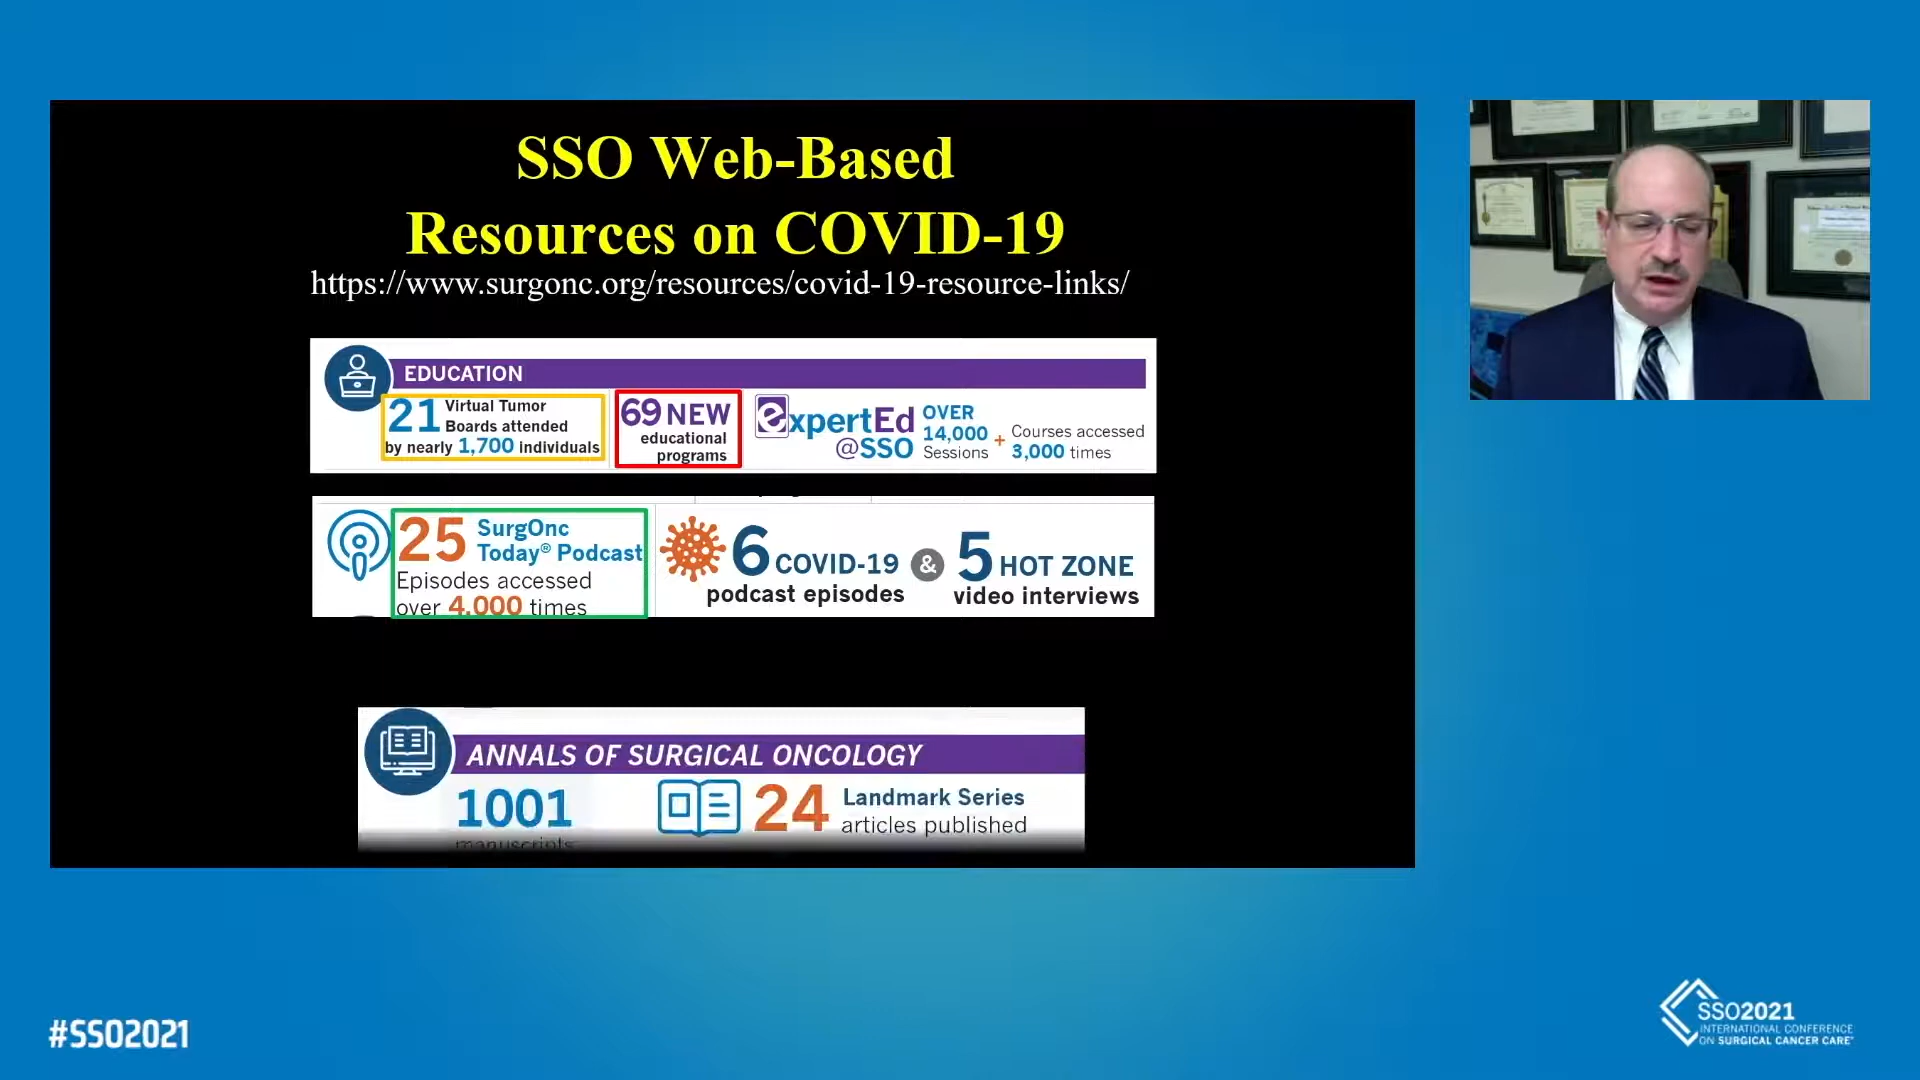 SSO Web-Based
Resources on COVID-19
https://www.surgonc.org/resources/covid-19-resource-links/
EDUCATION
21 Virtual Tumor
Boards attended
by nearly 1,700 individuals
69 NEW
educational
programs
expertEd
@SSO
OVER
14,000
Sessions
+
Courses accessed
3,000 times
25 SurgOnc
Today® Podcast
Episodes accessed
over 4,000 times
6 COVID-19
podcast episodes
&
5 HOT ZONE
video interviews
ANNALS OF SURGICAL ONCOLOGY
1001
manuscripts
24 Landmark Series
articles published
#SSO2021
SSO2021
INTERNATIONAL CONFERENCE
ON SURGICAL CANCER CARE